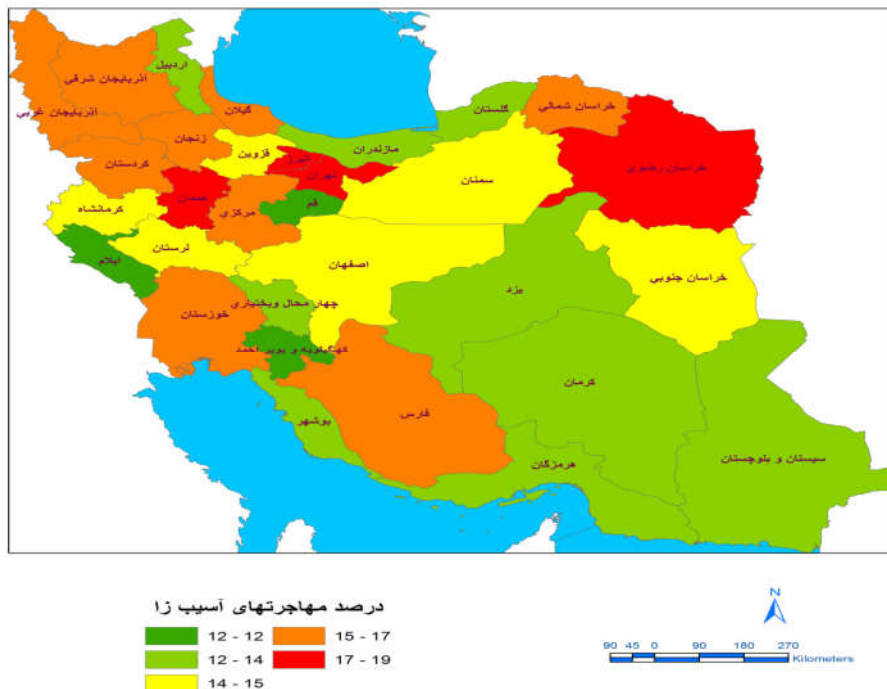 اردبیل
آذربایجان شرقی
آذربایجان غربی
گیلان
گلستان
خراسان شمالی
زنجان
مازندران
قزوین
البرز
تهران
خراسان رضوی
کردستان
سمنان
همدان
مرکزی
قم
کرمانشاه
لرستان
ایلام
اصفهان
خراسان جنوبی
یزد
چهار محال وبختیاری
خوزستان
کهگیلویه و بویر احمد
کرمان
فارس
بوشهر
سیستان و بلوچستان
هرمزگان
درصد مهاجرتهای آسیب زا
12 - 12
15 - 17
12 - 14
17 - 19
14 - 15
N
90 45 0 90 180 270
Kilometers